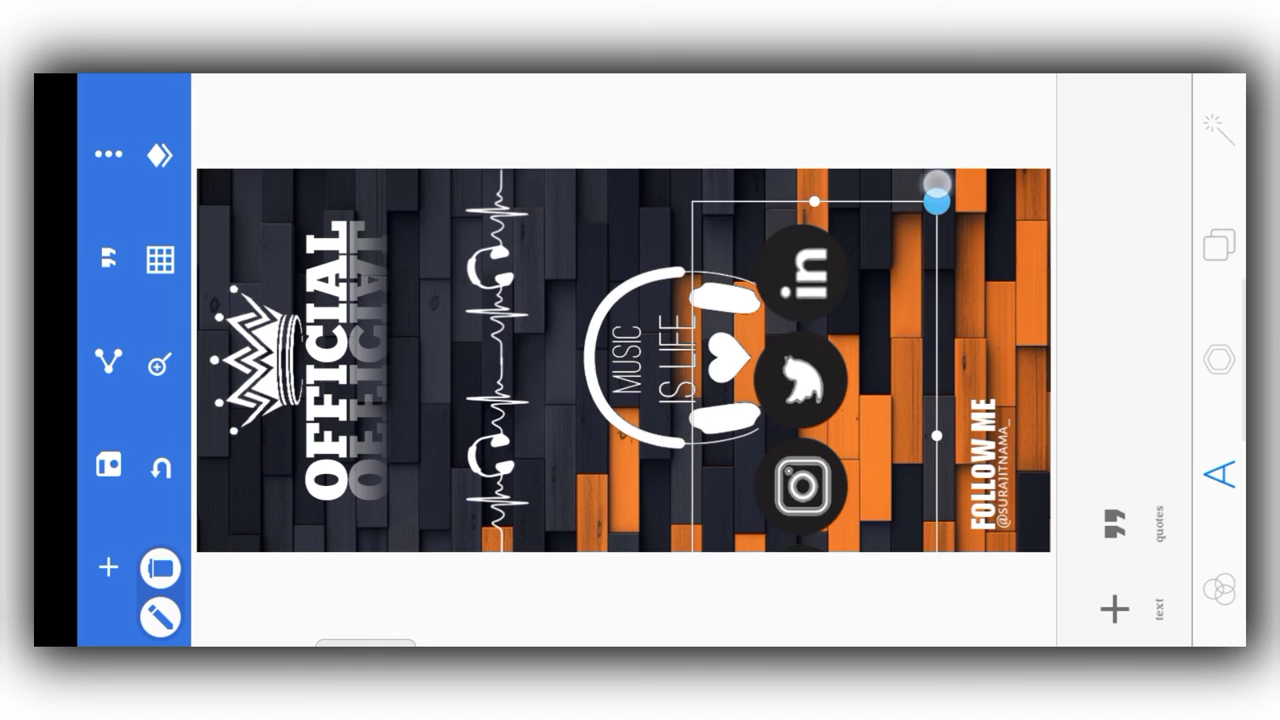 OFFICIAL
OFFICIAL
MUSIC
IS LIFE
in
FOLLOW ME
@SURAJITNAMA_
A
text
quotes